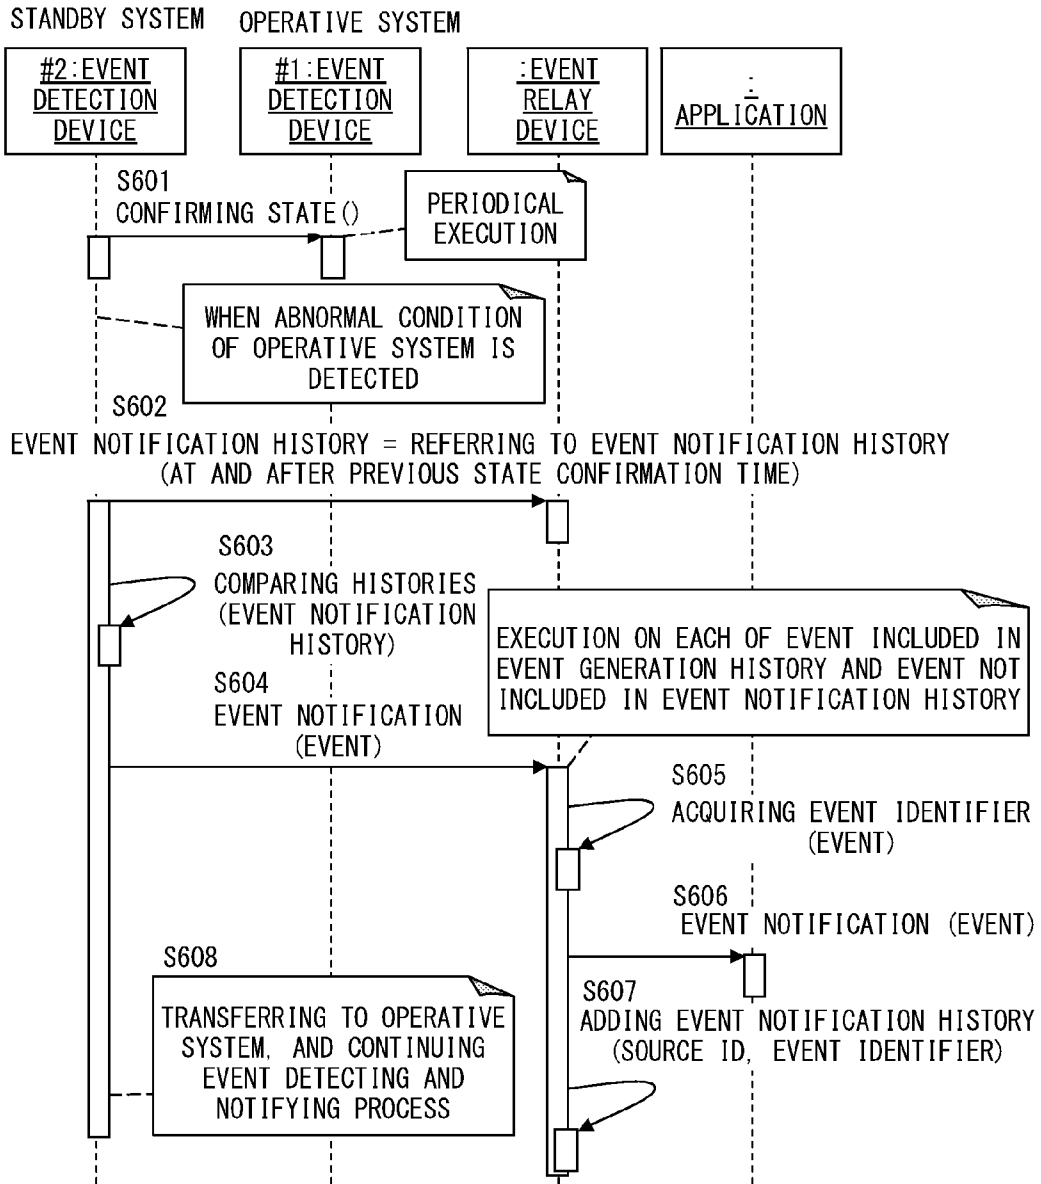 STANDBY SYSTEM
OPERATIVE SYSTEM
#2:EVENT
DETECTION
DEVICE
#1:EVENT
DETECTION
DEVICE
:EVENT
RELAY
DEVICE
:
APPLICATION
S601
CONFIRMING STATE()
PERIODICAL
EXECUTION
WHEN ABNORMAL CONDITION
OF OPERATIVE SYSTEM IS
DETECTED
S602
EVENT NOTIFICATION HISTORY = REFERRING TO EVENT NOTIFICATION HISTORY
(AT AND AFTER PREVIOUS STATE CONFIRMATION TIME)
S603
COMPARING HISTORIES
(EVENT NOTIFICATION
HISTORY)
EXECUTION ON EACH OF EVENT INCLUDED IN
EVENT GENERATION HISTORY AND EVENT NOT
INCLUDED IN EVENT NOTIFICATION HISTORY
S604
EVENT NOTIFICATION
(EVENT)
S605
ACQUIRING EVENT IDENTIFIER
(EVENT)
S606
EVENT NOTIFICATION (EVENT)
S607
ADDING EVENT NOTIFICATION HISTORY
(SOURCE ID, EVENT IDENTIFIER)
S608
TRANSFERRING TO OPERATIVE
SYSTEM, AND CONTINUING
EVENT DETECTING AND
NOTIFYING PROCESS